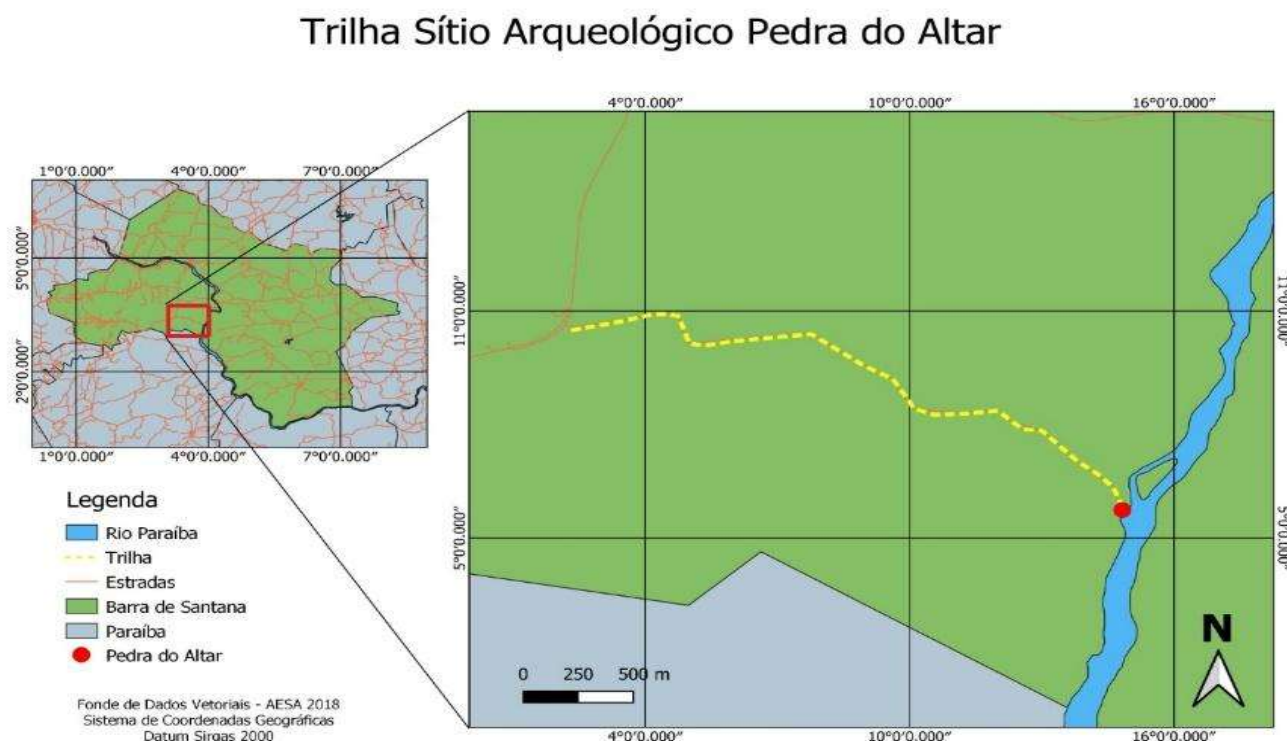 Trilha Sítio Arqueológico Pedra do Altar
4°0'0.000" 10°0'0.000" 16°0'0.000"
1°0'0.000" 4°0'0.000" 7°0'0.000"
5°0'0.000"
2°0'0.000"
1°0'0.000" 4°0'0.000" 7°0'0.000"
11°0'0.000" 11°0'0.000"
5°0'0.000" 5°0'0.000"
Legenda
Rio Paraíba
Trilha
Estradas
Barra de Santana
Paraíba
Pedra do Altar
0 250 500 m
N
4°0'0.000" 10°0'0.000" 16°0'0.000"
Fonde de Dados Vetoriais - AESA 2018
Sistema de Coordenadas Geográficas
Datum Sirgas 2000